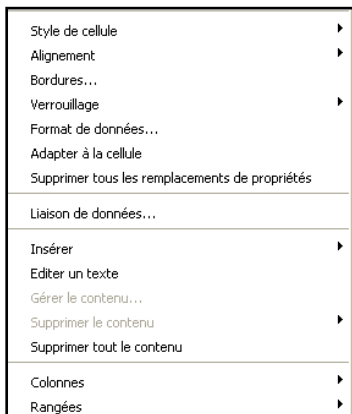 Style de cellule
Alignement
Bordures...
Verrouillage
Format de données...
Adapter à la cellule
Supprimer tous les remplacements de propriétés
Liaison de données...
Insérer
Editer un texte
Gérer le contenu...
Supprimer le contenu
Supprimer tout le contenu
Colonnes
Rangées